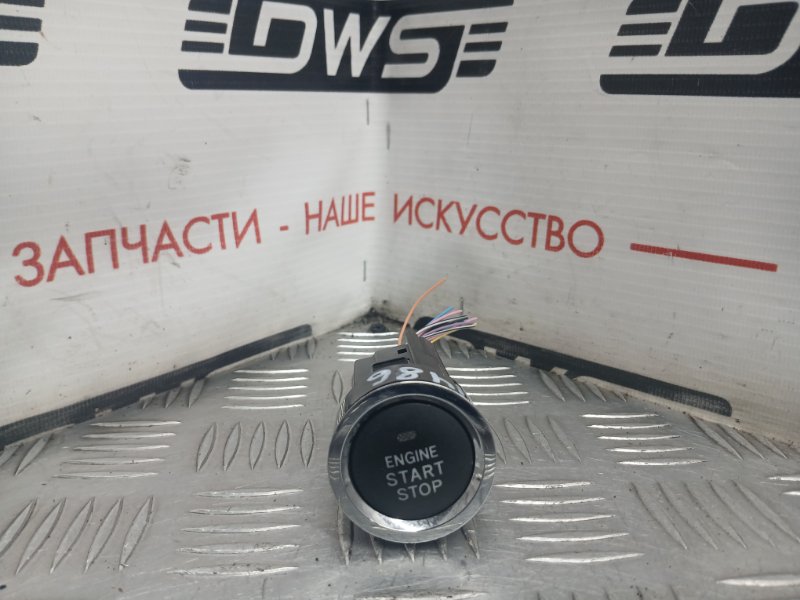 DWS
ЗАПЧАСТИ - НАШЕ ИСКУССТВО
ENGINE
START
STOP